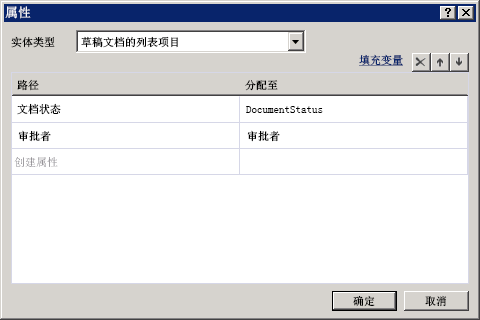 属性
实体类型 草稿文档的列表项目
填充变量
路径 分配至
文档状态 DocumentStatus
审批者 审批者
创建属性
确定 取消